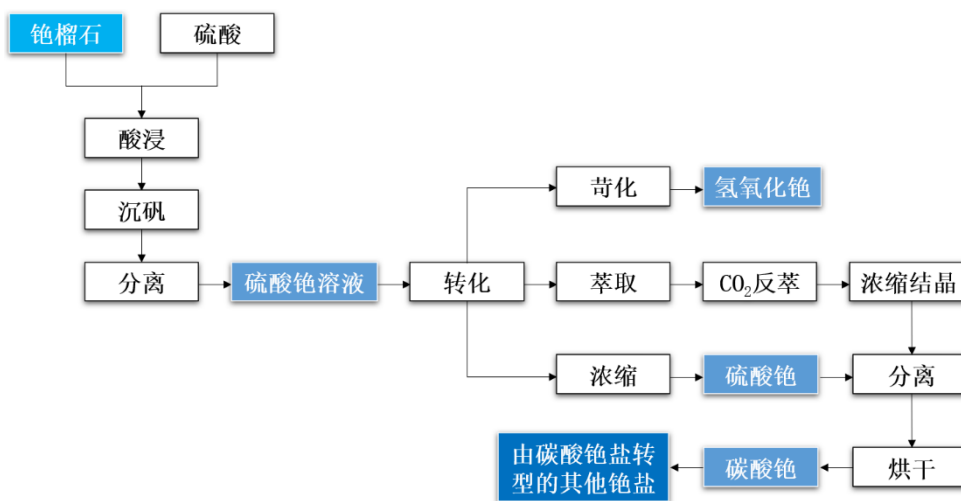 铯榴石
硫酸
酸浸
沉矾
分离
硫酸铯溶液
转化
苛化
氢氧化铯
萃取
CO₂反萃
浓缩结晶
浓缩
硫酸铯
分离
由碳酸铯盐转
型的其他铯盐
碳酸铯
烘干